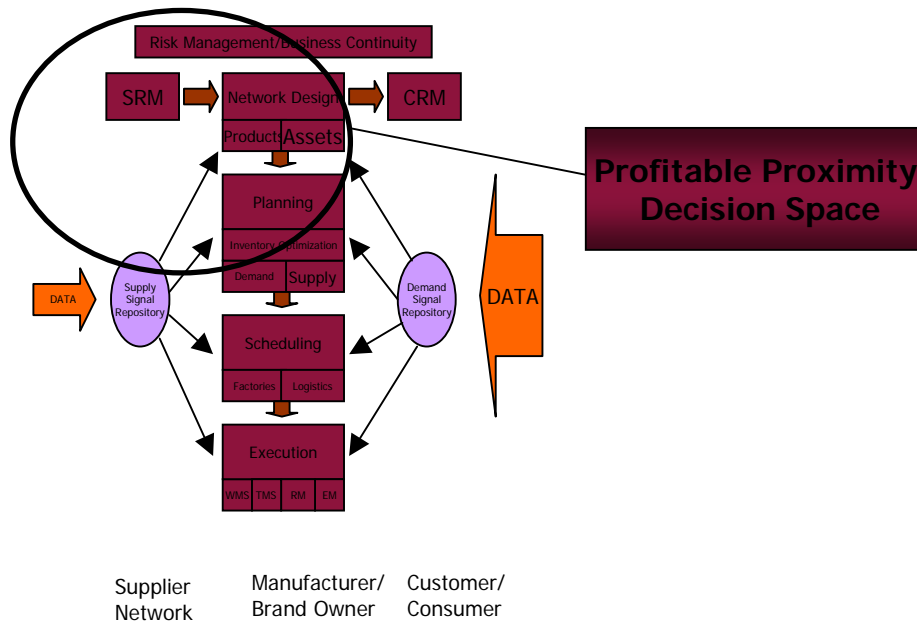 Risk Management/Business Continuity
SRM
Network Design
CRM
Products
Assets
Profitable Proximity
Decision Space
Planning
Inventory Optimization
Demand
Supply
DATA
Supply
Signal
Repository
Demand
Signal
Repository
DATA
Scheduling
Factories
Logistics
Execution
WMS
TMS
RM
EM
Supplier
Network
Manufacturer/
Brand Owner
Customer/
Consumer